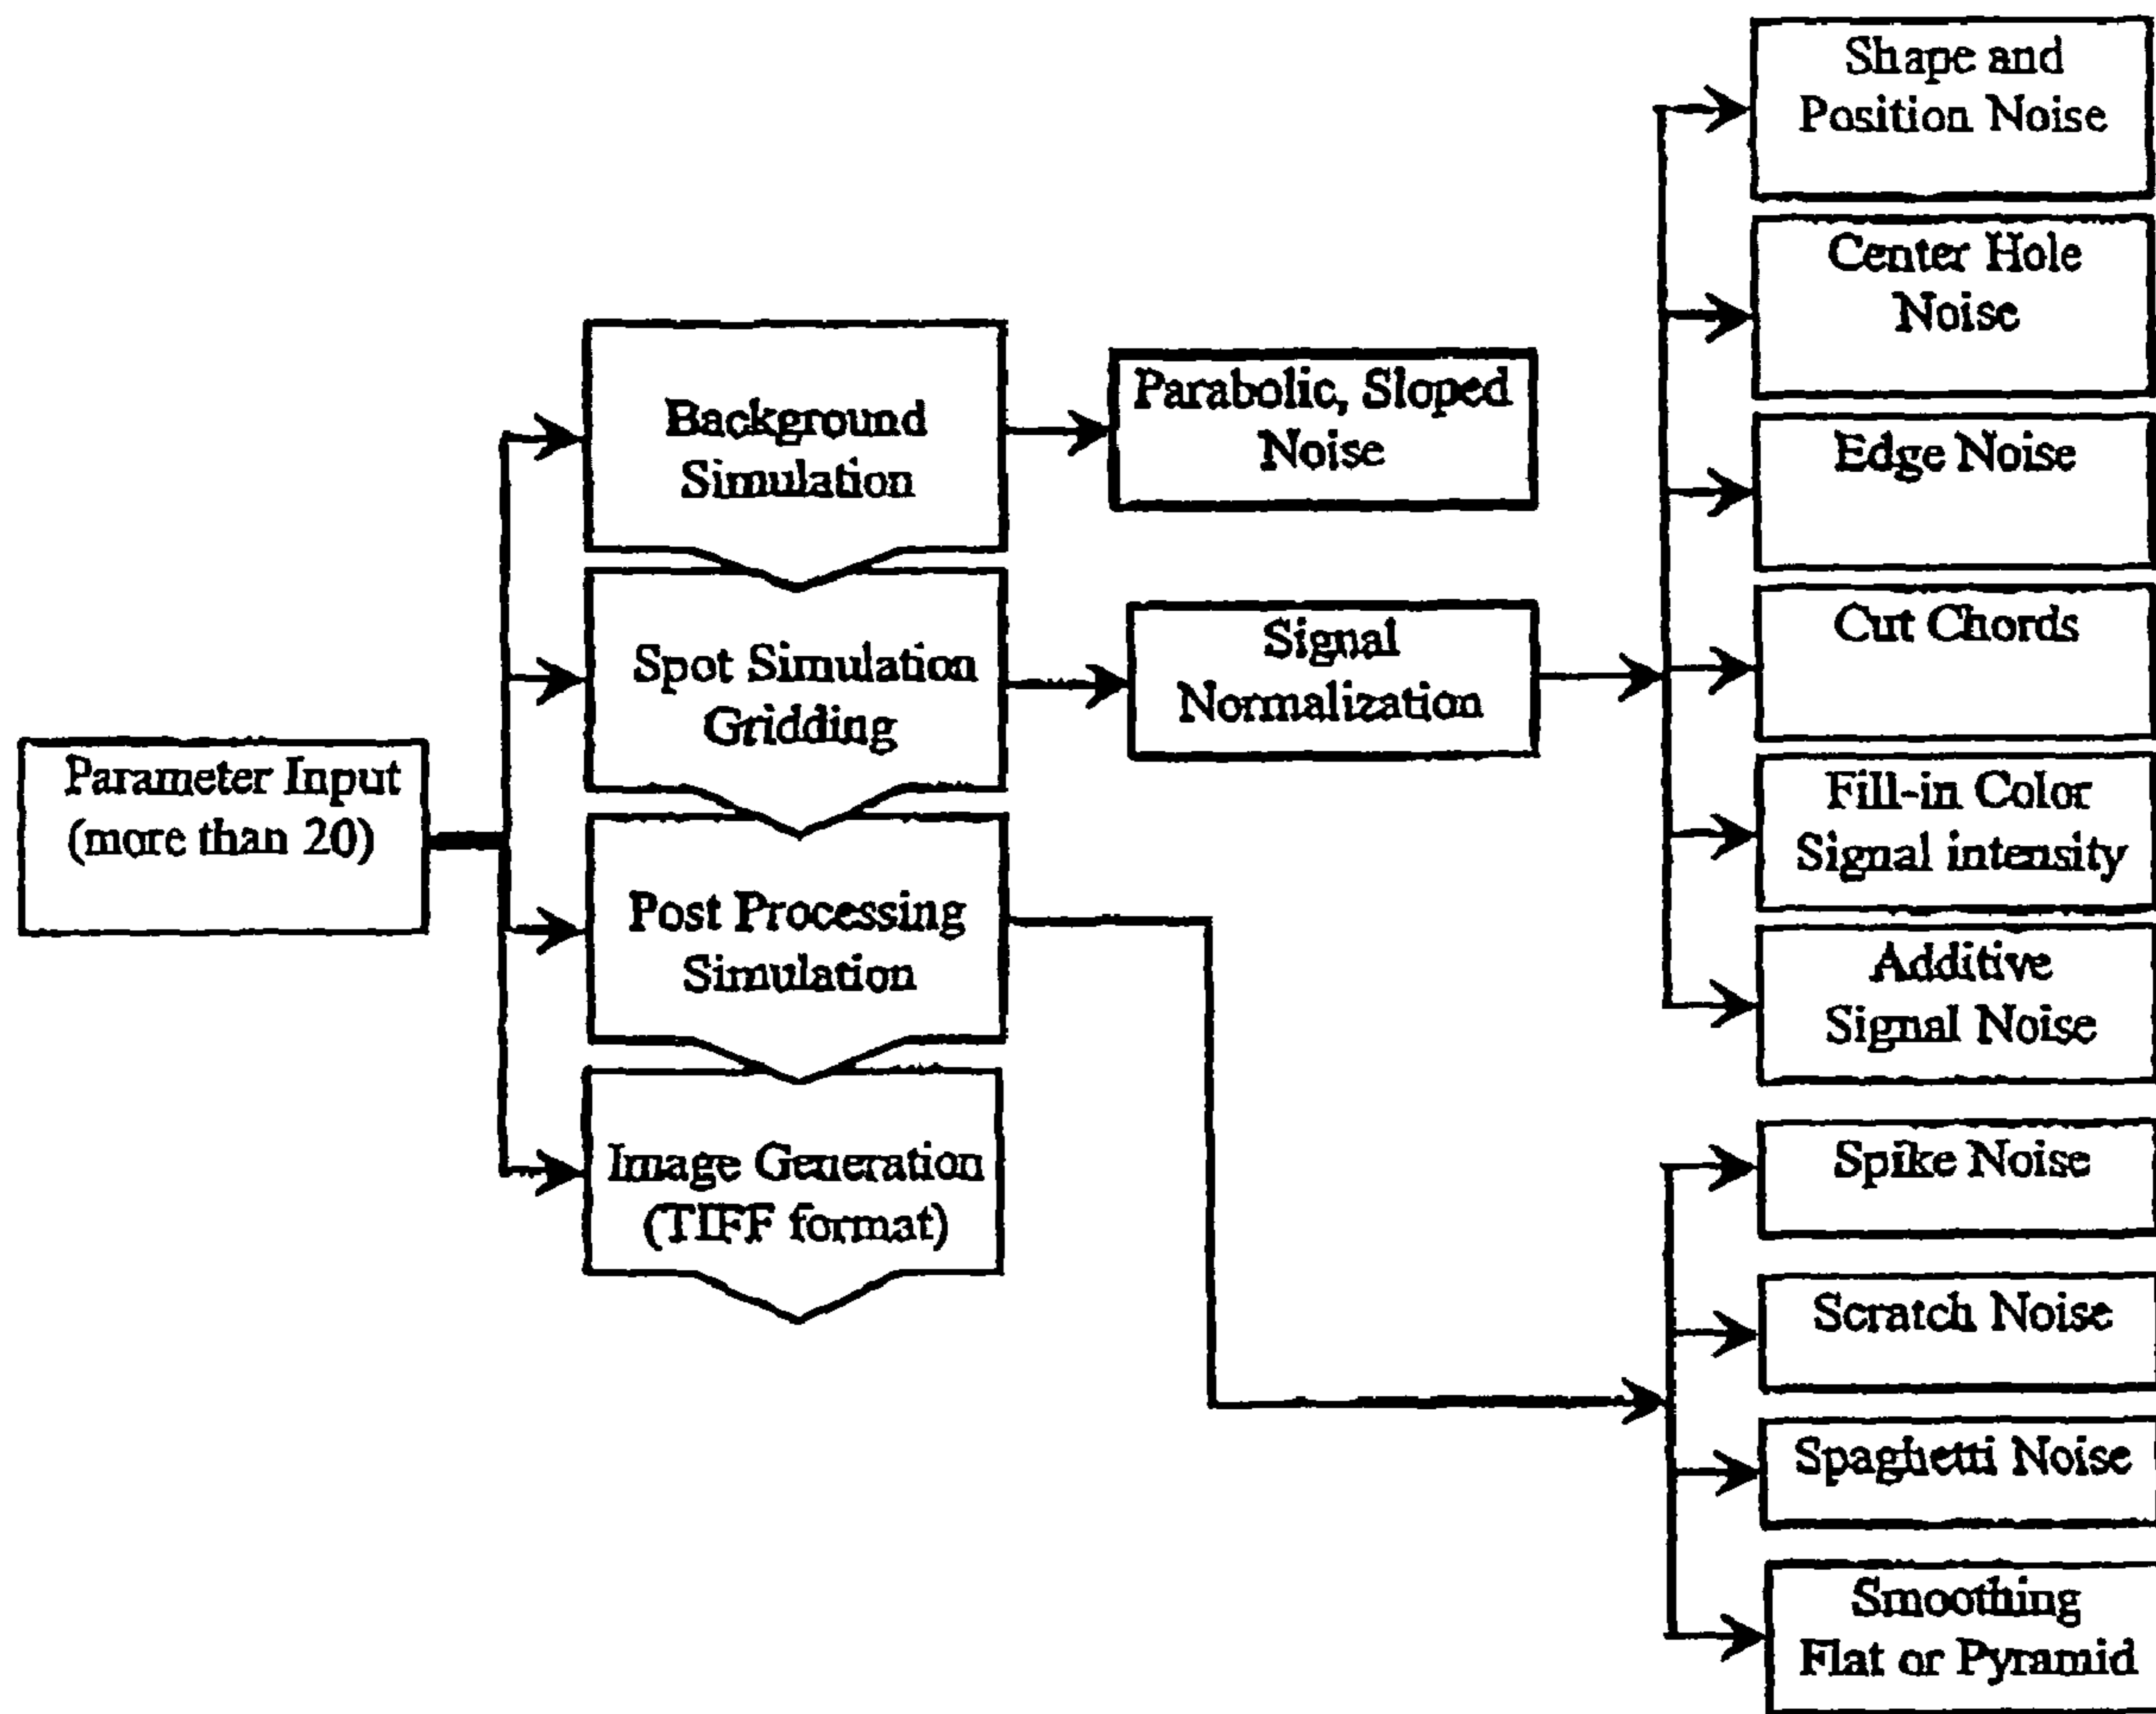 Parameter Input
(more than 20)
Background
Simulation
Spot Simulation
Gridding
Post Processing
Simulation
Image Generation
(TIFF format)
Parabolic, Sloped
Noise
Signal
Normalization
Shape and
Position Noise
Center Hole
Noise
Edge Noise
Cut Chords
Fill-in Color
Signal intensity
Additive
Signal Noise
Spike Noise
Scratch Noise
Spaghetti Noise
Smoothing
Flat or Pyramid